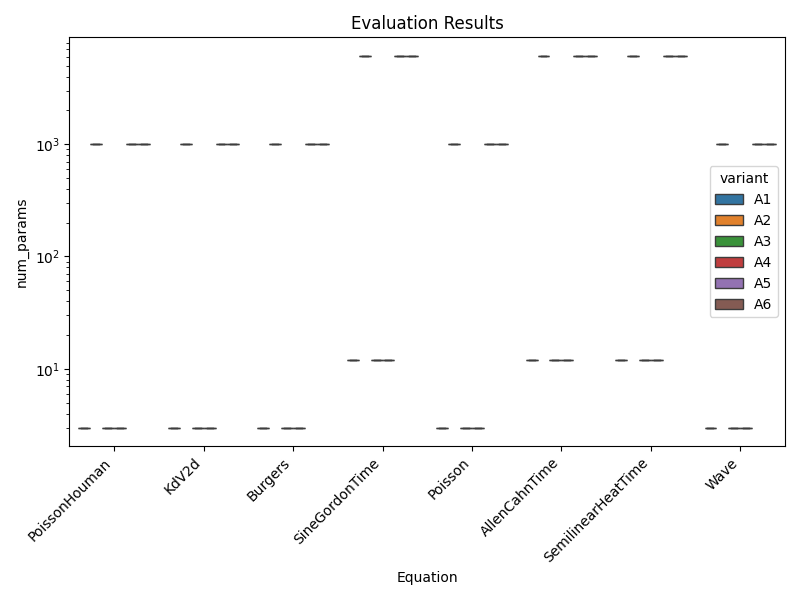 Evaluation Results
num_params
10³
10²
10¹
variant
A1
A2
A3
A4
A5
A6
PoissonHouman
KdV2d
Burgers
SineGordonTime
Poisson
AllenCahnTime
SemilinearHeatTime
Wave
Equation